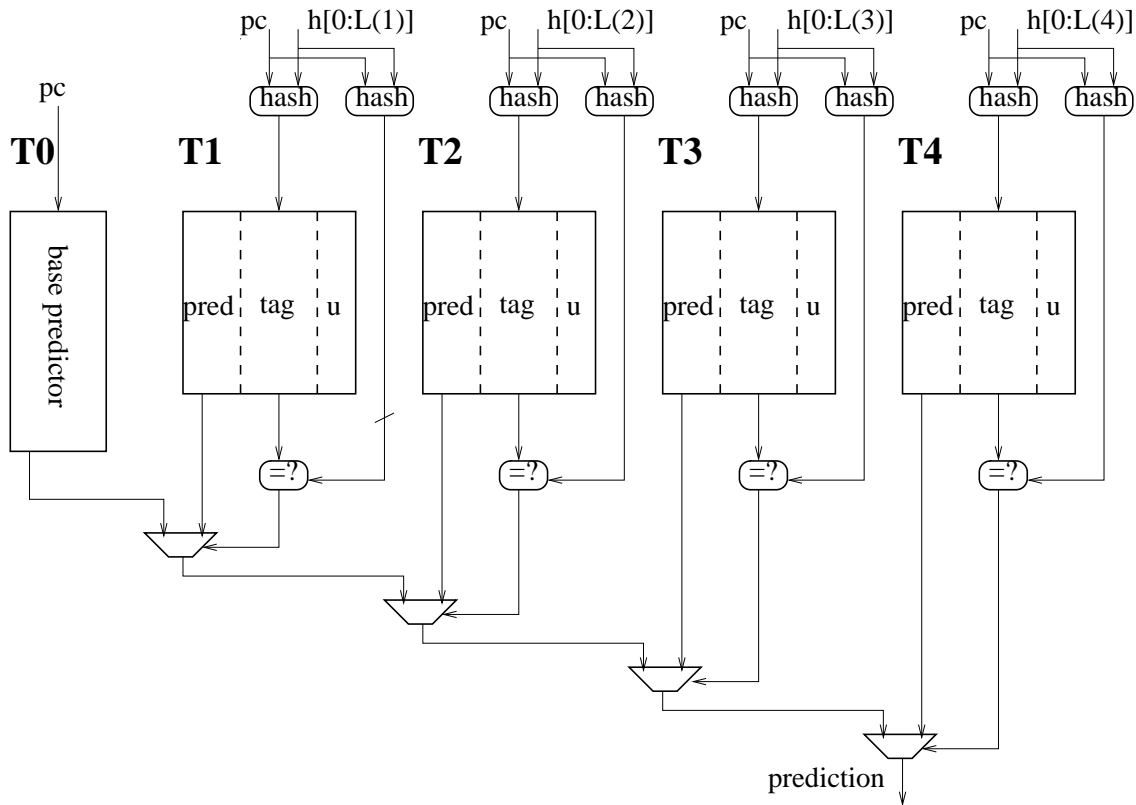 pc h[0:L(1)] pc h[0:L(2)] pc h[0:L(3)] pc h[0:L(4)]
pc hash hash hash hash hash hash hash hash
T0 T1 T2 T3 T4
base predictor
pred tag u pred tag u pred tag u pred tag u
=? =? =? =?
prediction